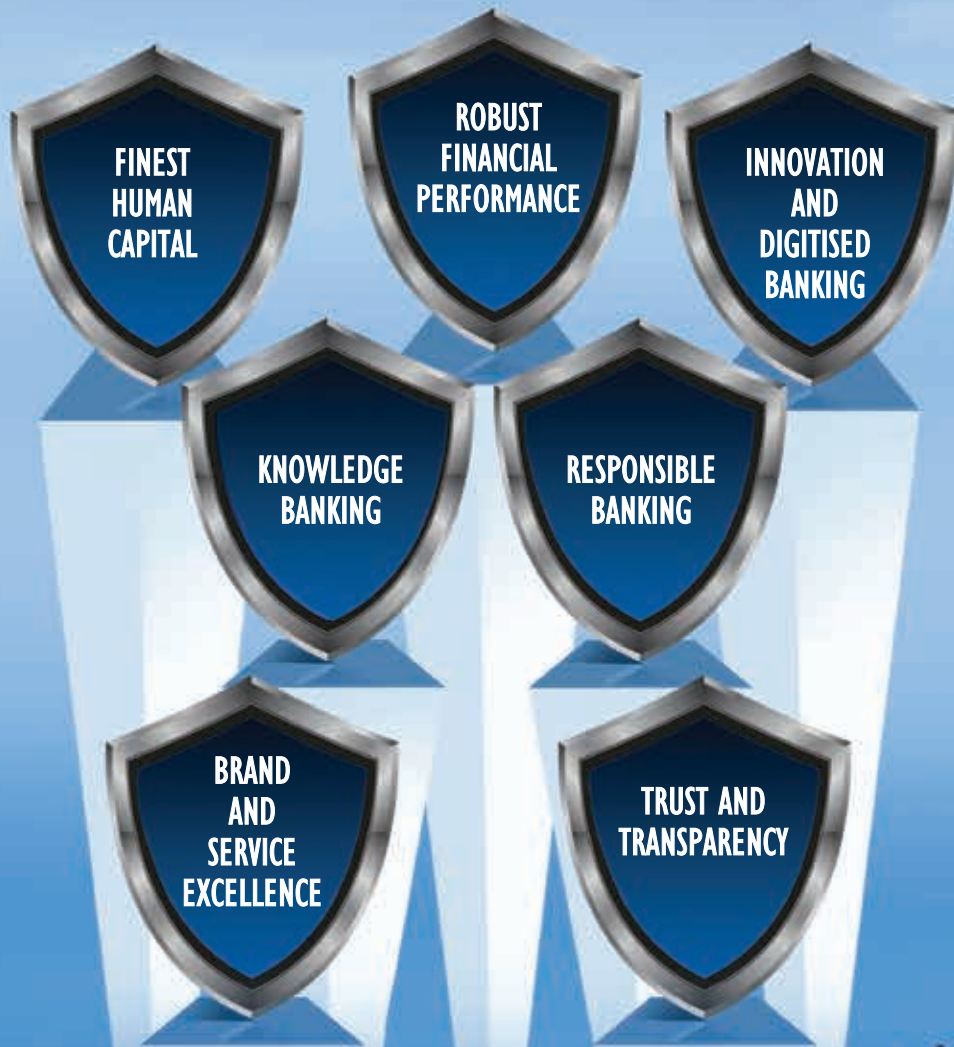 FINEST
HUMAN
CAPITAL
ROBUST
FINANCIAL
PERFORMANCE
INNOVATION
AND
DIGITISED
BANKING
KNOWLEDGE
BANKING
RESPONSIBLE
BANKING
BRAND
AND
SERVICE
EXCELLENCE
TRUST AND
TRANSPARENCY